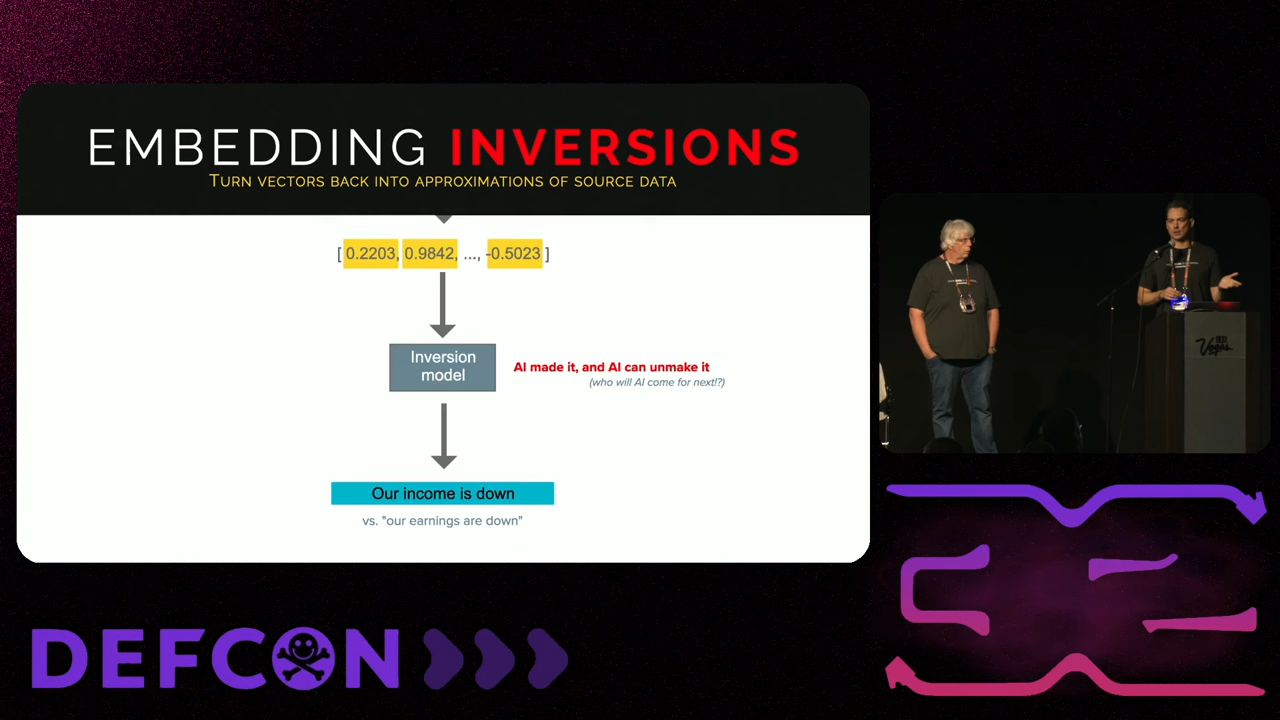 EMBEDDING INVERSIONS
TURN VECTORS BACK INTO APPROXIMATIONS OF SOURCE DATA
[ 0.2203, 0.9842, ..., -0.5023 ]
Inversion
model
AI made it, and AI can unmake it
(who will AI come for next!?)
Our income is down
vs. "our earnings are down"
DEFCON